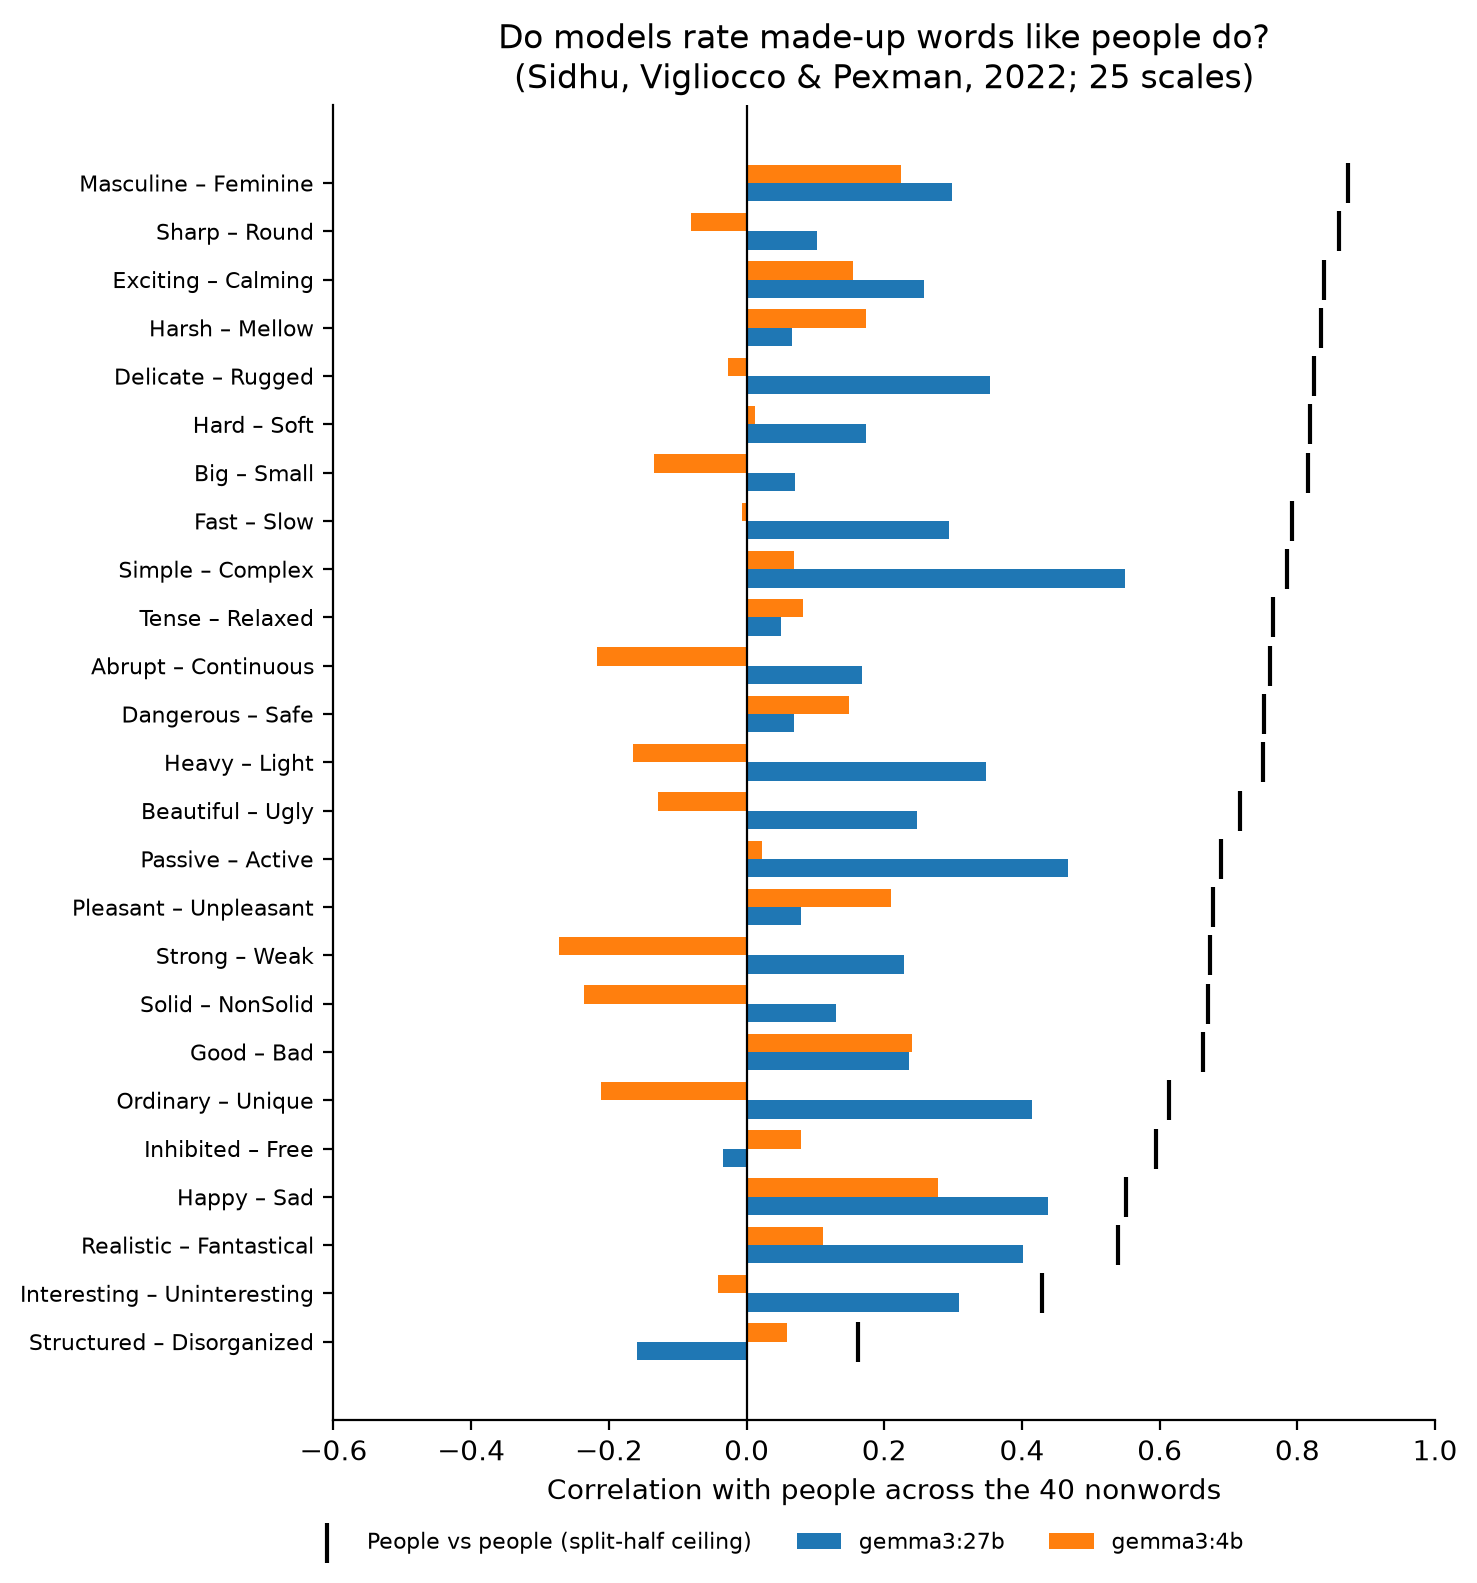 Do models rate made-up words like people do?
(Sidhu, Vigliocco & Pexman, 2022; 25 scales)
Masculine – Feminine
Sharp – Round
Exciting – Calming
Harsh – Mellow
Delicate – Rugged
Hard – Soft
Big – Small
Fast – Slow
Simple – Complex
Tense – Relaxed
Abrupt – Continuous
Dangerous – Safe
Heavy – Light
Beautiful – Ugly
Passive – Active
Pleasant – Unpleasant
Strong – Weak
Solid – NonSolid
Good – Bad
Ordinary – Unique
Inhibited – Free
Happy – Sad
Realistic – Fantastical
Interesting – Uninteresting
Structured – Disorganized
−0.6 −0.4 −0.2 0.0 0.2 0.4 0.6 0.8 1.0
Correlation with people across the 40 nonwords
People vs people (split-half ceiling) gemma3:27b gemma3:4b